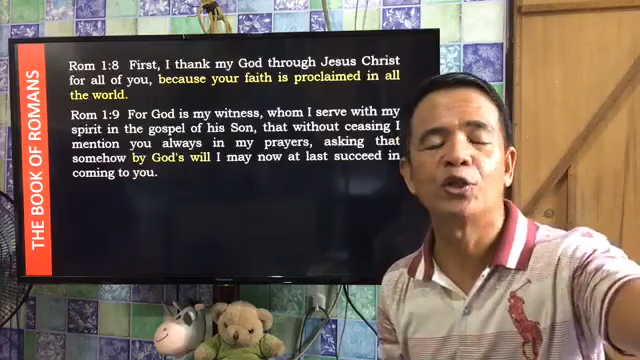 THE BOOK OF ROMANS
Rom 1:8 First, I thank my God through Jesus Christ
for all of you, because your faith is proclaimed in all
the world.
Rom 1:9 For God is my witness, whom I serve with my
spirit in the gospel of his Son, that without ceasing I
mention you always in my prayers, asking that
somehow by God's will I may now at last succeed in
coming to you.
Panasonic